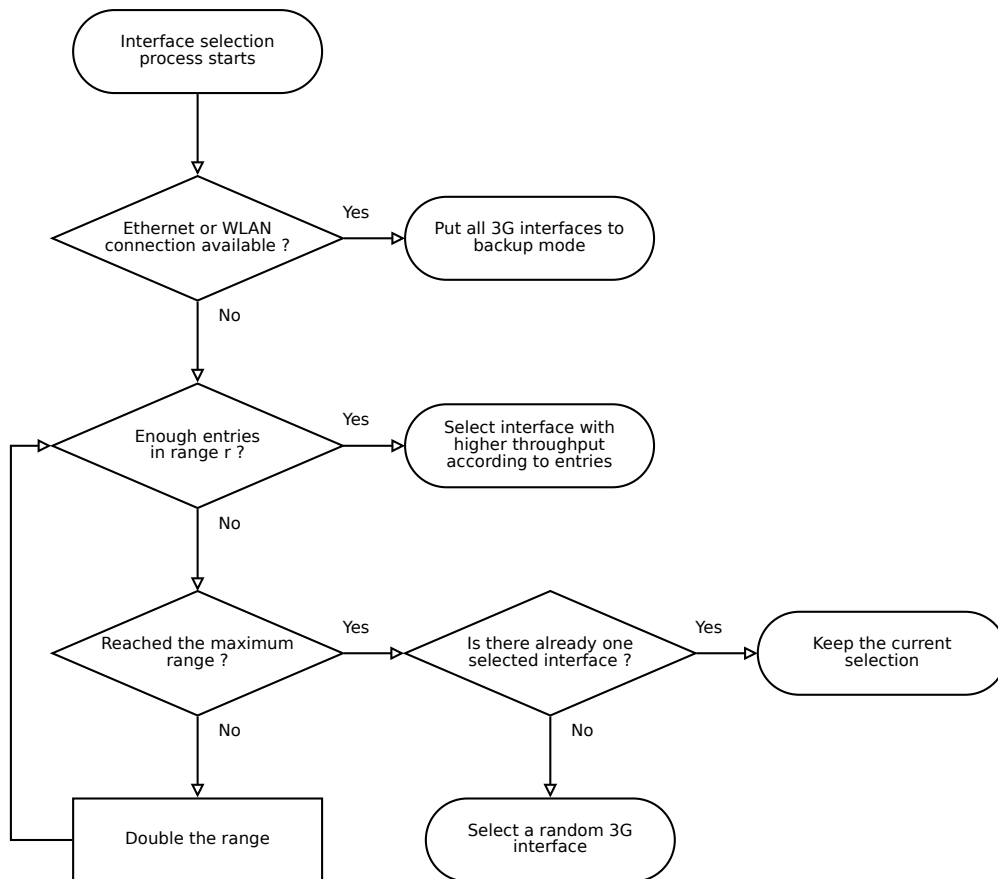 Interface selection
process starts
Ethernet or WLAN
connection available ?
Yes
Put all 3G interfaces to
backup mode
No
Enough entries
in range r ?
Yes
Select interface with
higher throughput
according to entries
No
Reached the maximum
range ?
Yes
Is there already one
selected interface ?
Yes
Keep the current
selection
No
No
Double the range
Select a random 3G
interface